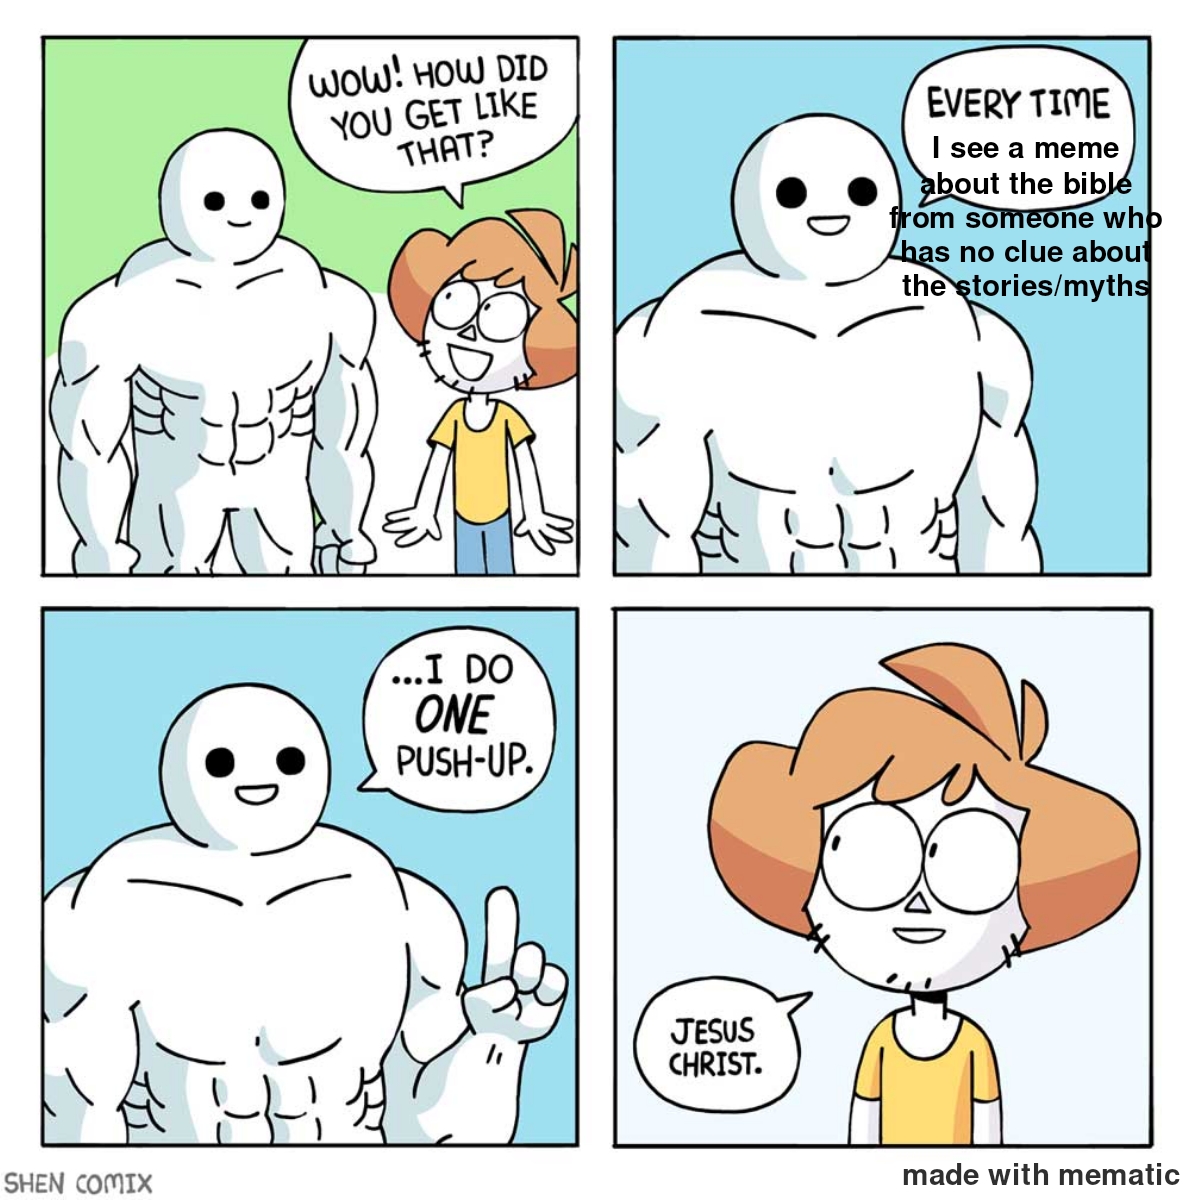 WOW! HOW DID
YOU GET LIKE
THAT?
EVERY TIME
I see a meme
about the bible
from someone who
has no clue about
the stories/myths
...I DO
ONE
PUSH-UP.
JESUS
CHRIST.
SHEN COMIX
made with mematic